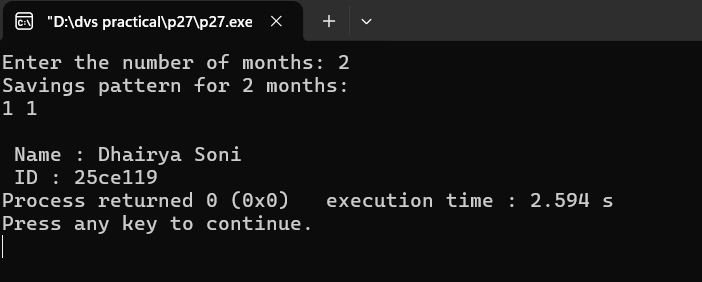 "D:\dvs practical\p27\p27.exe
Enter the number of months: 2
Savings pattern for 2 months:
1 1
Name : Dhairya Soni
ID : 25ce119
Process returned 0 (0x0)   execution time : 2.594 s
Press any key to continue.